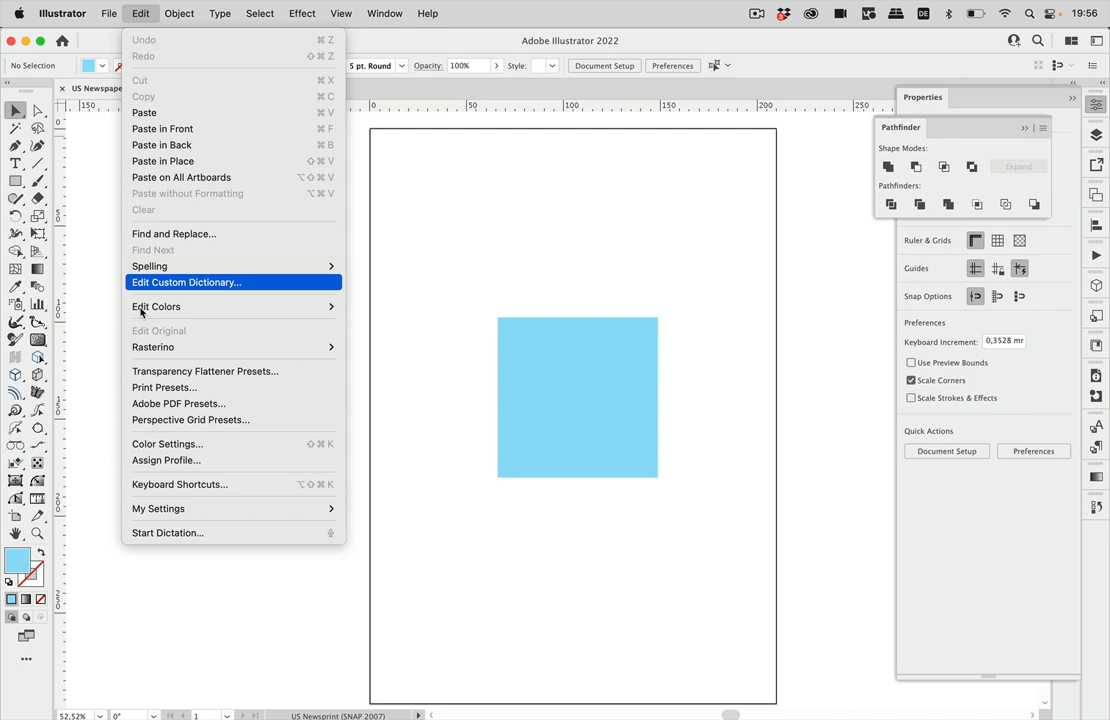 Illustrator File Edit Object Type Select Effect View Window Help
DE
19:56
Adobe Illustrator 2022
No Selection
5 pt. Round
Opacity: 100%
Style:
Document Setup
Preferences
US Newspape
150 0 50 100 150 200 250
Undo ⌘ Z
Redo ⇧⌘ Z
Cut ⌘ X
Copy ⌘ C
Paste ⌘ V
Paste in Front ⌘ F
Paste in Back ⌘ B
Paste in Place ⇧⌘ V
Paste on All Artboards ⌥⇧⌘ V
Paste without Formatting ⌥⌘ V
Clear
Find and Replace...
Find Next
Spelling
Edit Custom Dictionary...
Edit Colors
Edit Original
Rasterino
Transparency Flattener Presets...
Print Presets...
Adobe PDF Presets...
Perspective Grid Presets...
Color Settings... ⇧⌘ K
Assign Profile...
Keyboard Shortcuts... ⌥⇧⌘ K
My Settings
Start Dictation...
Properties
Pathfinder
Shape Modes:
Expand
Pathfinders:
Ruler & Grids
Guides
Snap Options
Preferences
Keyboard Increment: 0,3528 mr
Use Preview Bounds
Scale Corners
Scale Strokes & Effects
Quick Actions
Document Setup
Preferences
52,52% 0° 1 US Newsprint (SNAP 2007)